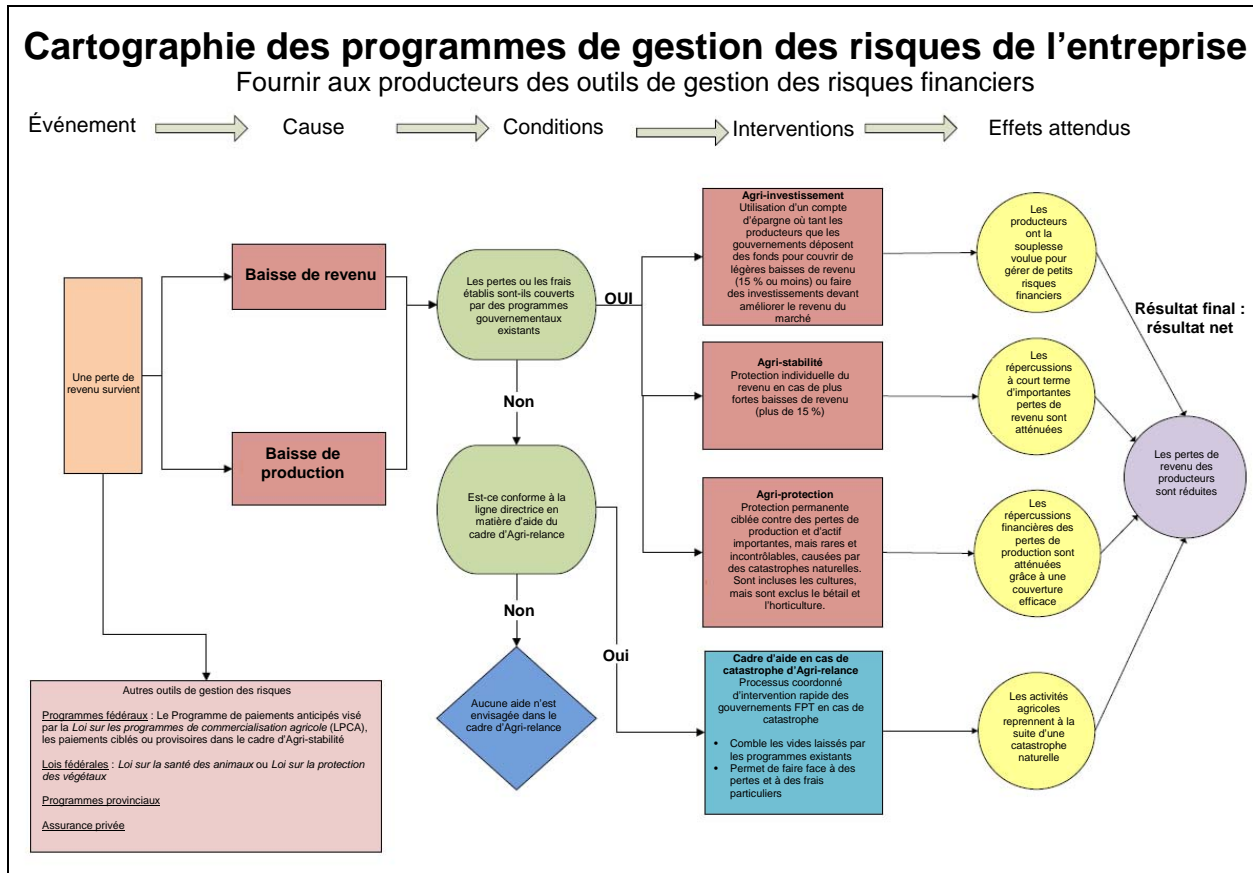 Cartographie des programmes de gestion des risques de l'entreprise
Fournir aux producteurs des outils de gestion des risques financiers
Événement
Cause
Conditions
Interventions
Effets attendus
Une perte de
revenu survient
Baisse de revenu
Baisse de
production
Les pertes ou les frais
établis sont-ils couverts
par des programmes
gouvernementaux
existants
OUI
Non
Est-ce conforme à la
ligne directrice en
matière d'aide du
cadre d'Agri-relance
Non
Oui
Aucune aide n'est
envisagée dans le
cadre d'Agri-relance
Agri-investissement
Utilisation d'un compte
d'épargne où tant les
producteurs que les
gouvernements déposent
des fonds pour couvrir de
légères baisses de revenu
(15 % ou moins) ou faire
des investissements devant
améliorer le revenu du
marché
Agri-stabilité
Protection individuelle du
revenu en cas de plus
fortes baisses de revenu
(plus de 15 %)
Agri-protection
Protection permanente
ciblée contre des pertes de
production et d'actif
importantes, mais rares et
incontrôlables, causées par
des catastrophes naturelles.
Sont incluses les cultures,
mais sont exclus le bétail et
l'horticulture.
Cadre d'aide en cas de
catastrophe d'Agri-relance
Processus coordonné
d'intervention rapide des
gouvernements FPT en cas de
catastrophe
• Comble les vides laissés par
les programmes existants
• Permet de faire face à des
pertes et à des frais
particuliers
Les
producteurs
ont la
souplesse
voulue pour
gérer de petits
risques
financiers
Les
répercussions
à court terme
d'importantes
pertes de
revenu sont
atténuées
Les
répercussions
financières des
pertes de
production sont
atténuées
grâce à une
couverture
efficace
Les activités
agricoles
reprennent à la
suite d'une
catastrophe
naturelle
Résultat final :
résultat net
Les pertes de
revenu des
producteurs
sont réduites
Autres outils de gestion des risques
Programmes fédéraux : Le Programme de paiements anticipés visé
par la Loi sur les programmes de commercialisation agricole (LPCA),
les paiements ciblés ou provisoires dans le cadre d'Agri-stabilité
Lois fédérales : Loi sur la santé des animaux ou Loi sur la protection
des végétaux
Programmes provinciaux
Assurance privée